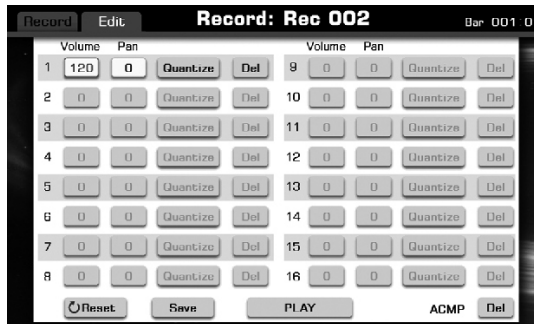 Record Edit Record: Rec 002 Bar 001:0
Volume Pan Volume Pan
1 120 0 Quantize Del 9 0 0 Quantize Del
2 0 0 Quantize Del 10 0 0 Quantize Del
3 0 0 Quantize Del 11 0 0 Quantize Del
4 0 0 Quantize Del 12 0 0 Quantize Del
5 0 0 Quantize Del 13 0 0 Quantize Del
6 0 0 Quantize Del 14 0 0 Quantize Del
7 0 0 Quantize Del 15 0 0 Quantize Del
8 0 0 Quantize Del 16 0 0 Quantize Del
Reset Save PLAY ACMP Del